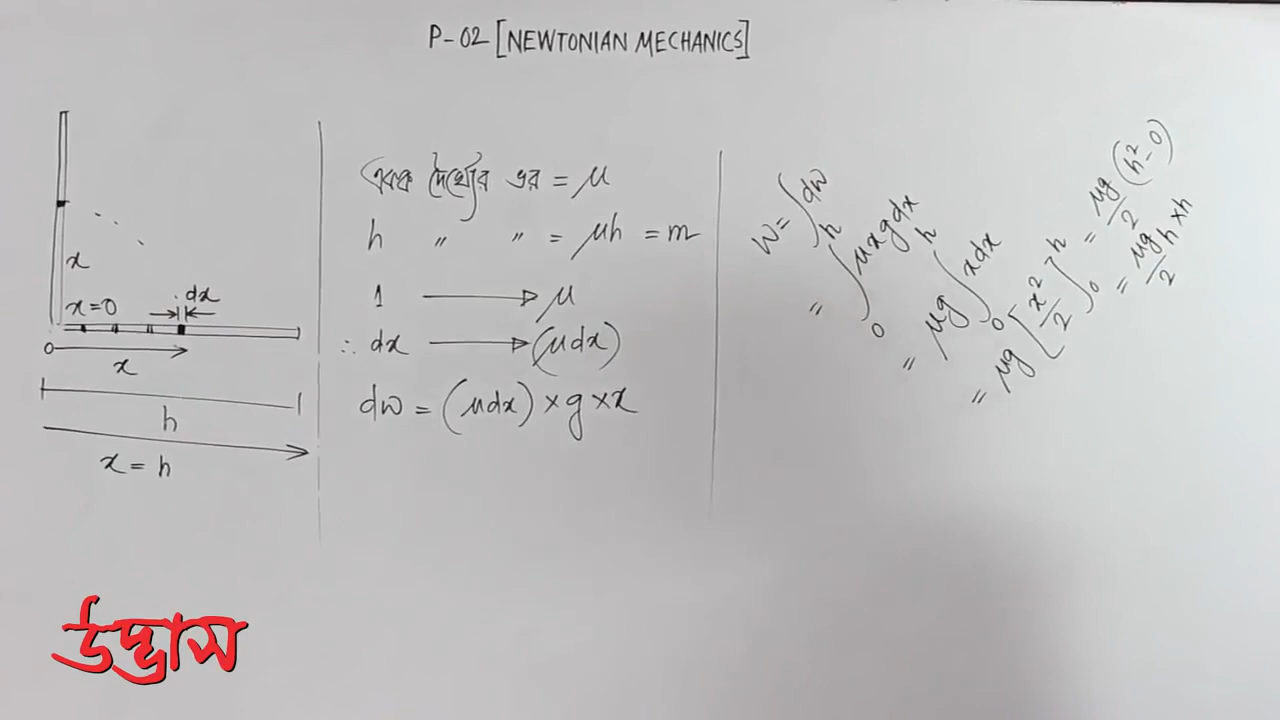 P-02 [NEWTONIAN MECHANICS]
x
x=0
dx
0
x
h
x = h
একক দৈর্ঘ্যের ভর = μ
h " " = μh = m
1 → μ
∴ dx → (μdx)
dw = (μdx) × g × x
W = ∫dw
= ∫₀ʰ μxgdx
= μg ∫₀ʰ xdx
= μg [x²/2]₀ʰ
= μg/2 (h² - 0)
= μg/2 h × h
উদ্ভাস